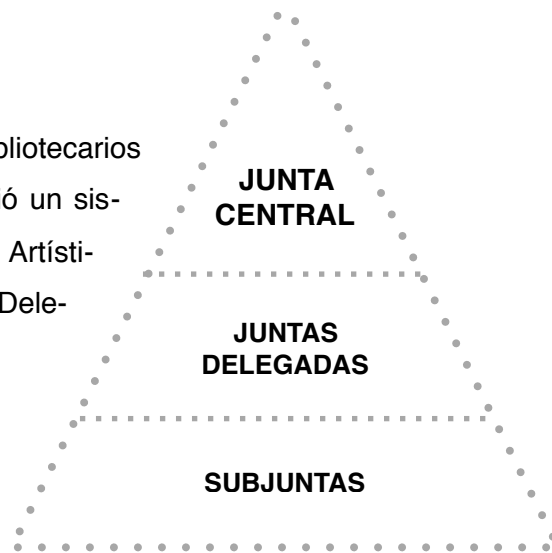 bliotecarios
ó un sis-
Artísti-
Dele-
JUNTA
CENTRAL
JUNTAS
DELEGADAS
SUBJUNTAS